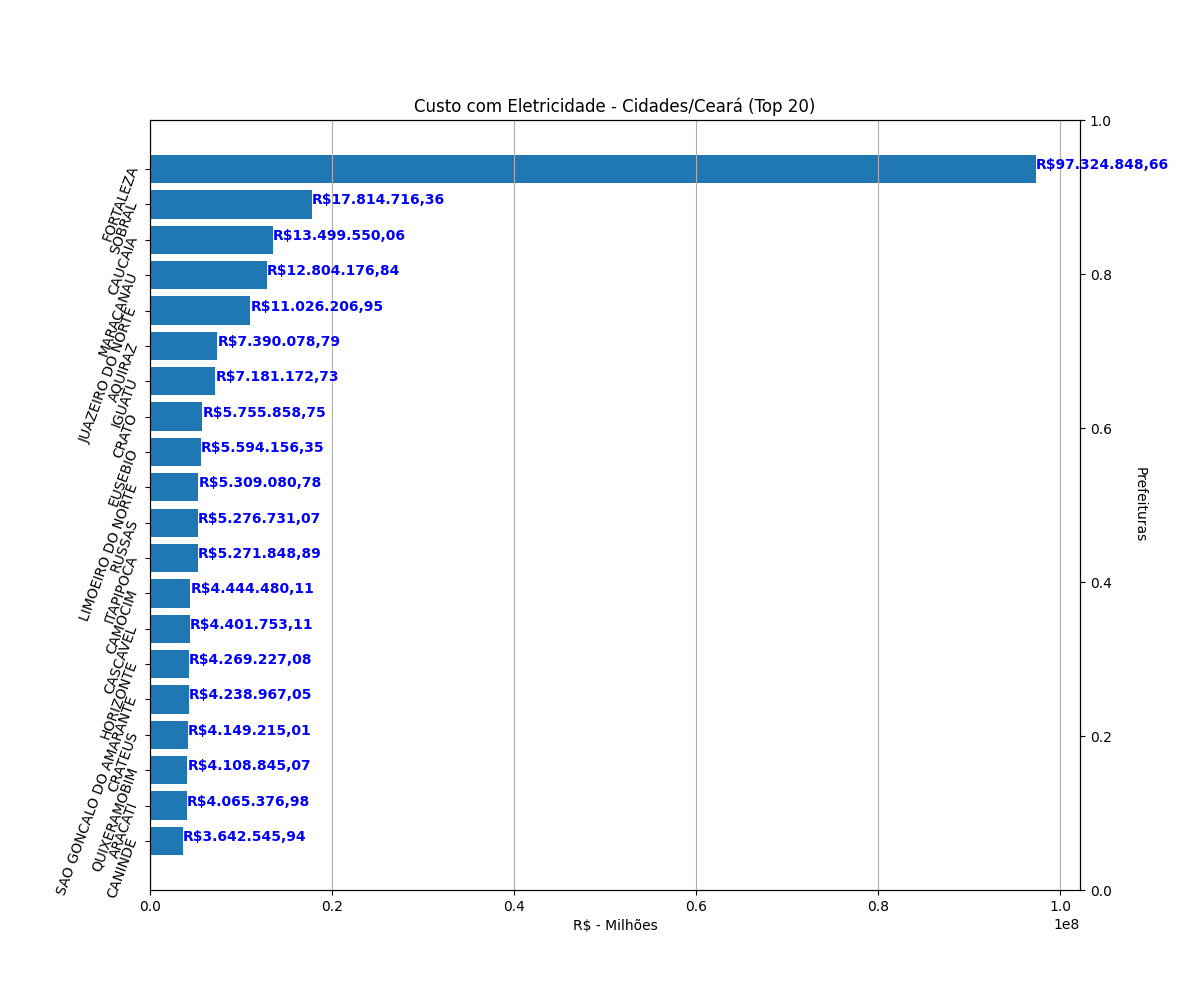 Custo com Eletricidade - Cidades/Ceará (Top 20)
FORTALEZA
R$97.324.848,66
SOBRAL
R$17.814.716,36
CAUCAIA
R$13.499.550,06
MARACANAU
R$12.804.176,84
JUAZEIRO DO NORTE
R$11.026.206,95
AQUIRAZ
R$7.390.078,79
IGUATU
R$7.181.172,73
CRATO
R$5.755.858,75
EUSEBIO
R$5.594.156,35
LIMOEIRO DO NORTE
R$5.309.080,78
RUSSAS
R$5.276.731,07
ITAPIPOCA
R$5.271.848,89
CAMOCIM
R$4.444.480,11
CASCAVEL
R$4.401.753,11
HORIZONTE
R$4.269.227,08
SAO GONCALO DO AMARANTE
R$4.238.967,05
CRATEUS
R$4.149.215,01
QUIXERAMOBIM
R$4.108.845,07
ARACATI
R$4.065.376,98
CANINDE
R$3.642.545,94
1.0
0.8
0.6
0.4
0.2
0.0
Prefeituras
0.0 0.2 0.4 0.6 0.8 1.0
1e8
R$ - Milhões